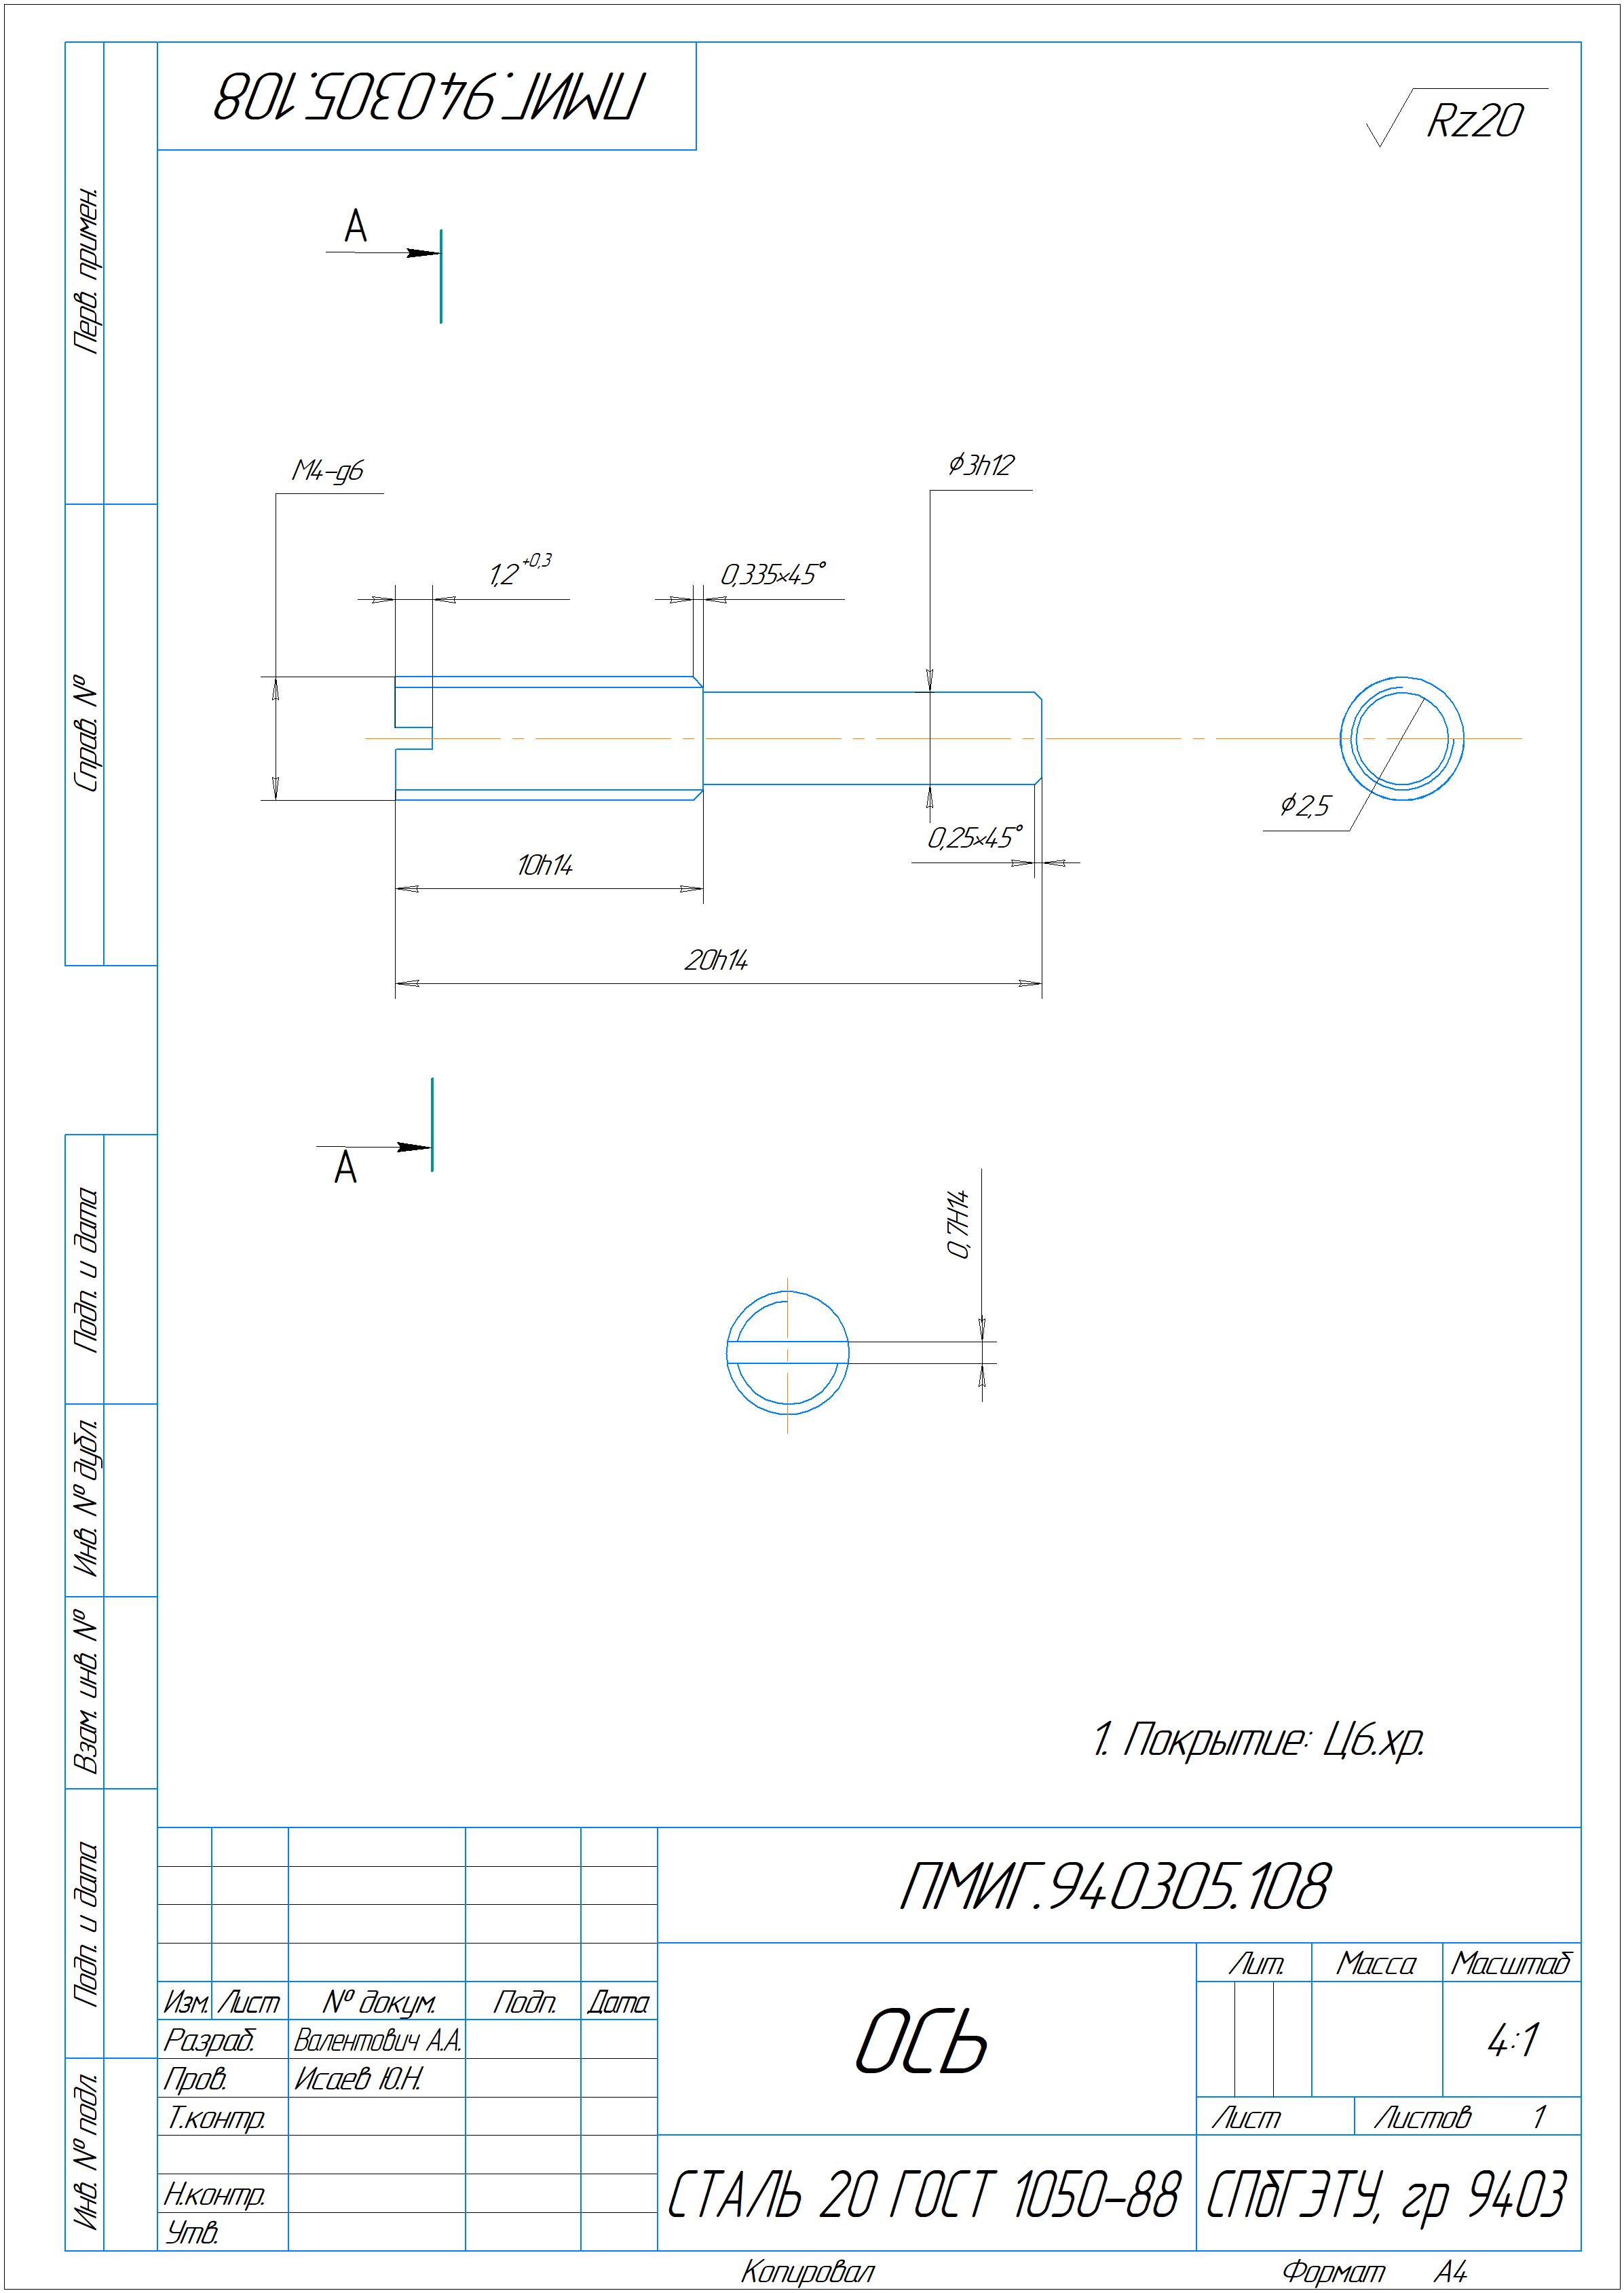 ПМИГ.940305.108
Rz20
Перв. примен.
Справ. №
Подп. и дата
Инв. № дубл.
Взам. инв. №
Подп. и дата
Инв. № подл.
А
M4-g6
ϕ3h12
1,2+0,3
0,335×45°
ϕ2,5
0,25×45°
10h14
20h14
А
0,7H14
1. Покрытие: Ц6.хр.
ПМИГ.940305.108
Лит. Масса Масштаб
Изм. Лист № докум. Подп. Дата
ОСЬ
4:1
Разраб. Валентович А.А.
Пров. Исаев Ю.Н.
Т.контр.
Лист Листов 1
Н.контр.
Утв.
СТАЛЬ 20 ГОСТ 1050-88
СПбГЭТУ, гр 9403
Копировал Формат А4